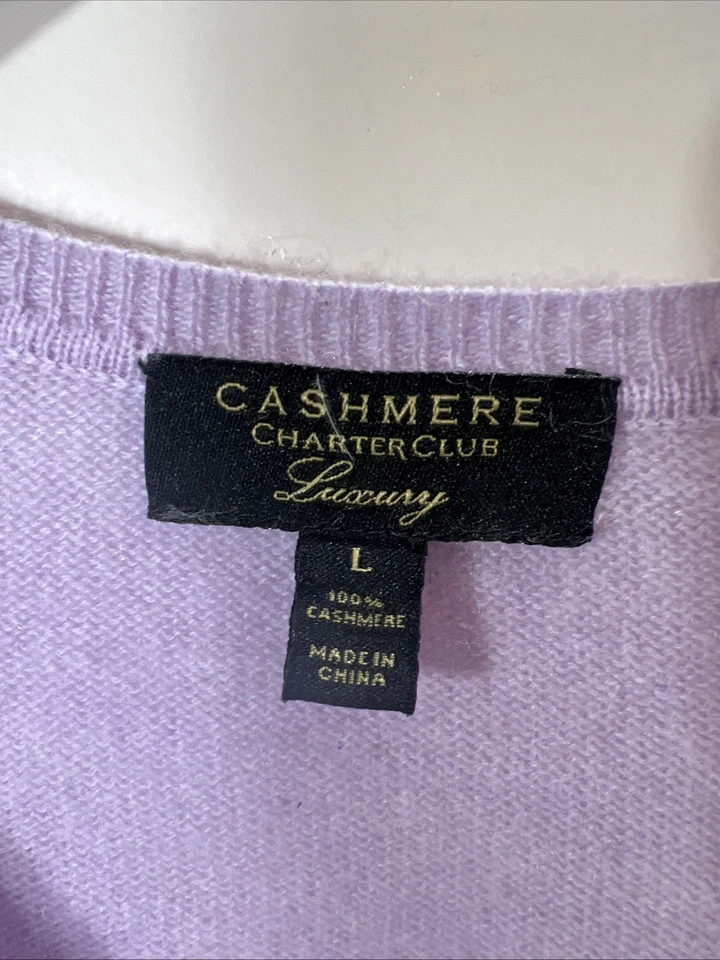 CASHMERE
CHARTER CLUB
Luxury
L
100%
CASHMERE
MADE IN
CHINA